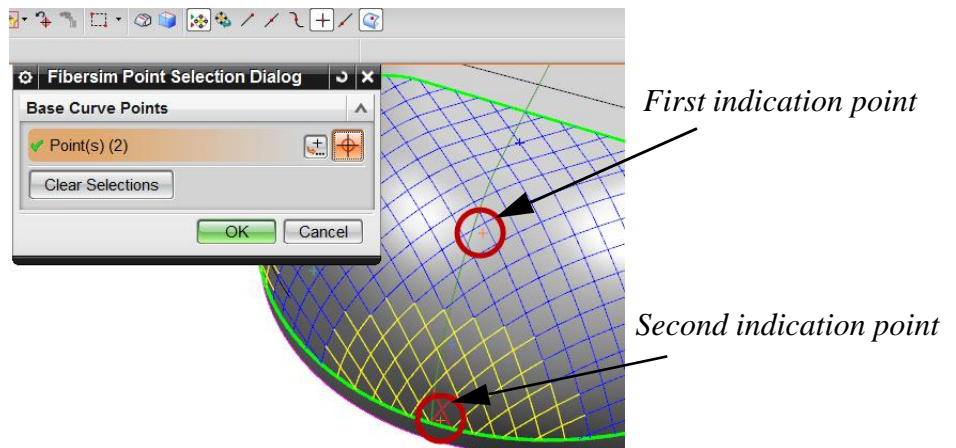 Fibersim Point Selection Dialog
Base Curve Points
Point(s) (2)
Clear Selections
OK Cancel
First indication point
Second indication point